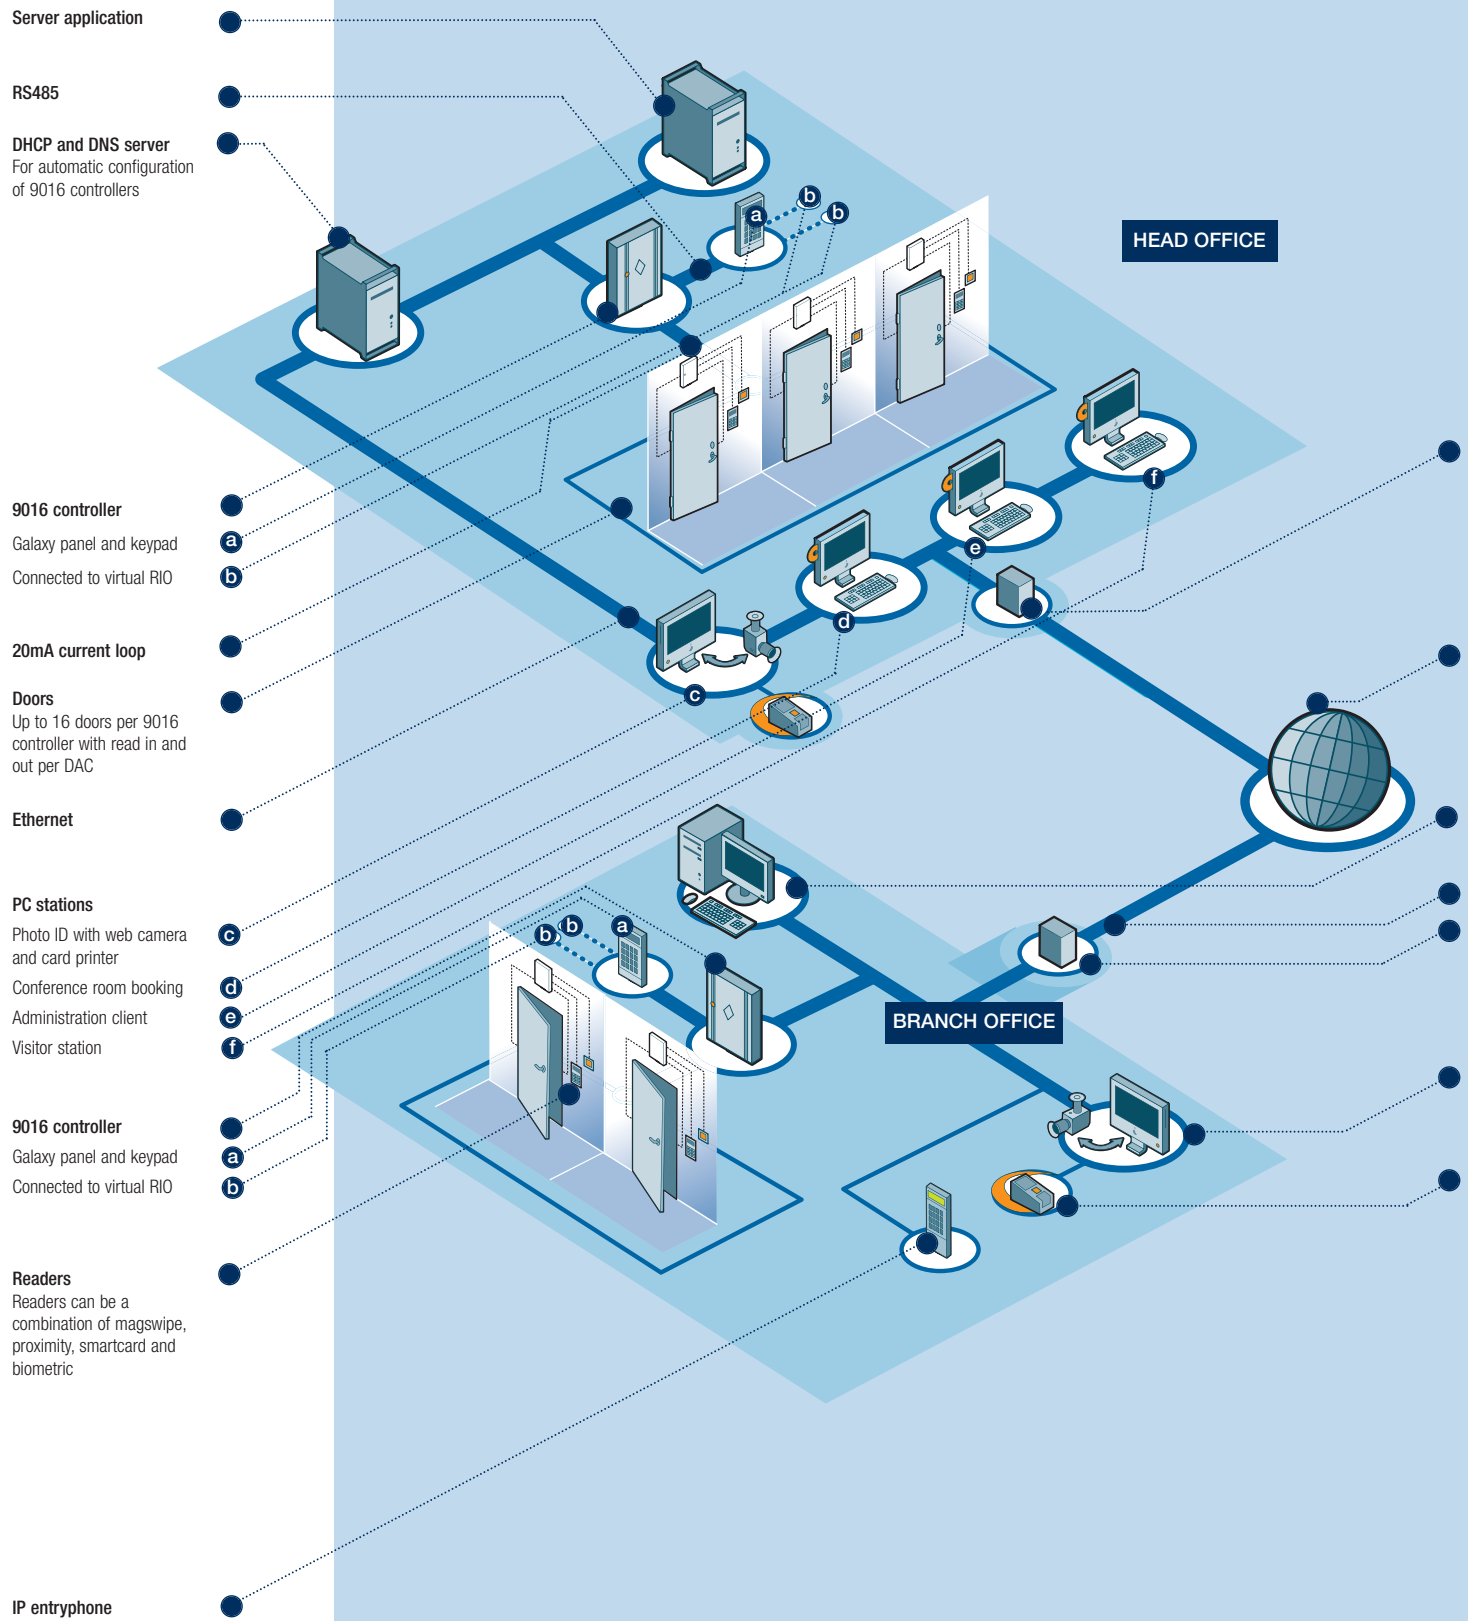 Server application
RS485
DHCP and DNS server
For automatic configuration
of 9016 controllers
b
a
b
HEAD OFFICE
9016 controller
Galaxy panel and keypad
a
Connected to virtual RIO
b
f
e
d
c
20mA current loop
Doors
Up to 16 doors per 9016
controller with read in and
out per DAC
Ethernet
PC stations
Photo ID with web camera
and card printer
c
Conference room booking
d
Administration client
e
Visitor station
f
b
b
a
BRANCH OFFICE
9016 controller
Galaxy panel and keypad
a
Connected to virtual RIO
b
Readers
Readers can be a
combination of magswipe,
proximity, smartcard and
biometric
IP entryphone